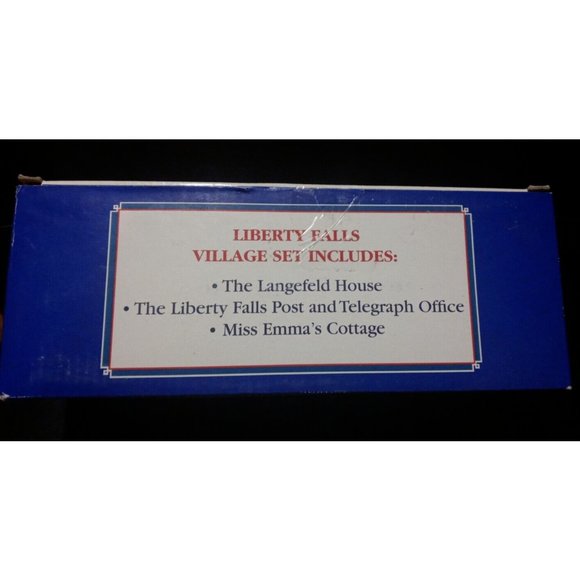 LIBERTY FALLS
VILLAGE SET INCLUDES:
• The Langefeld House
• The Liberty Falls Post and Telegraph Office
• Miss Emma's Cottage